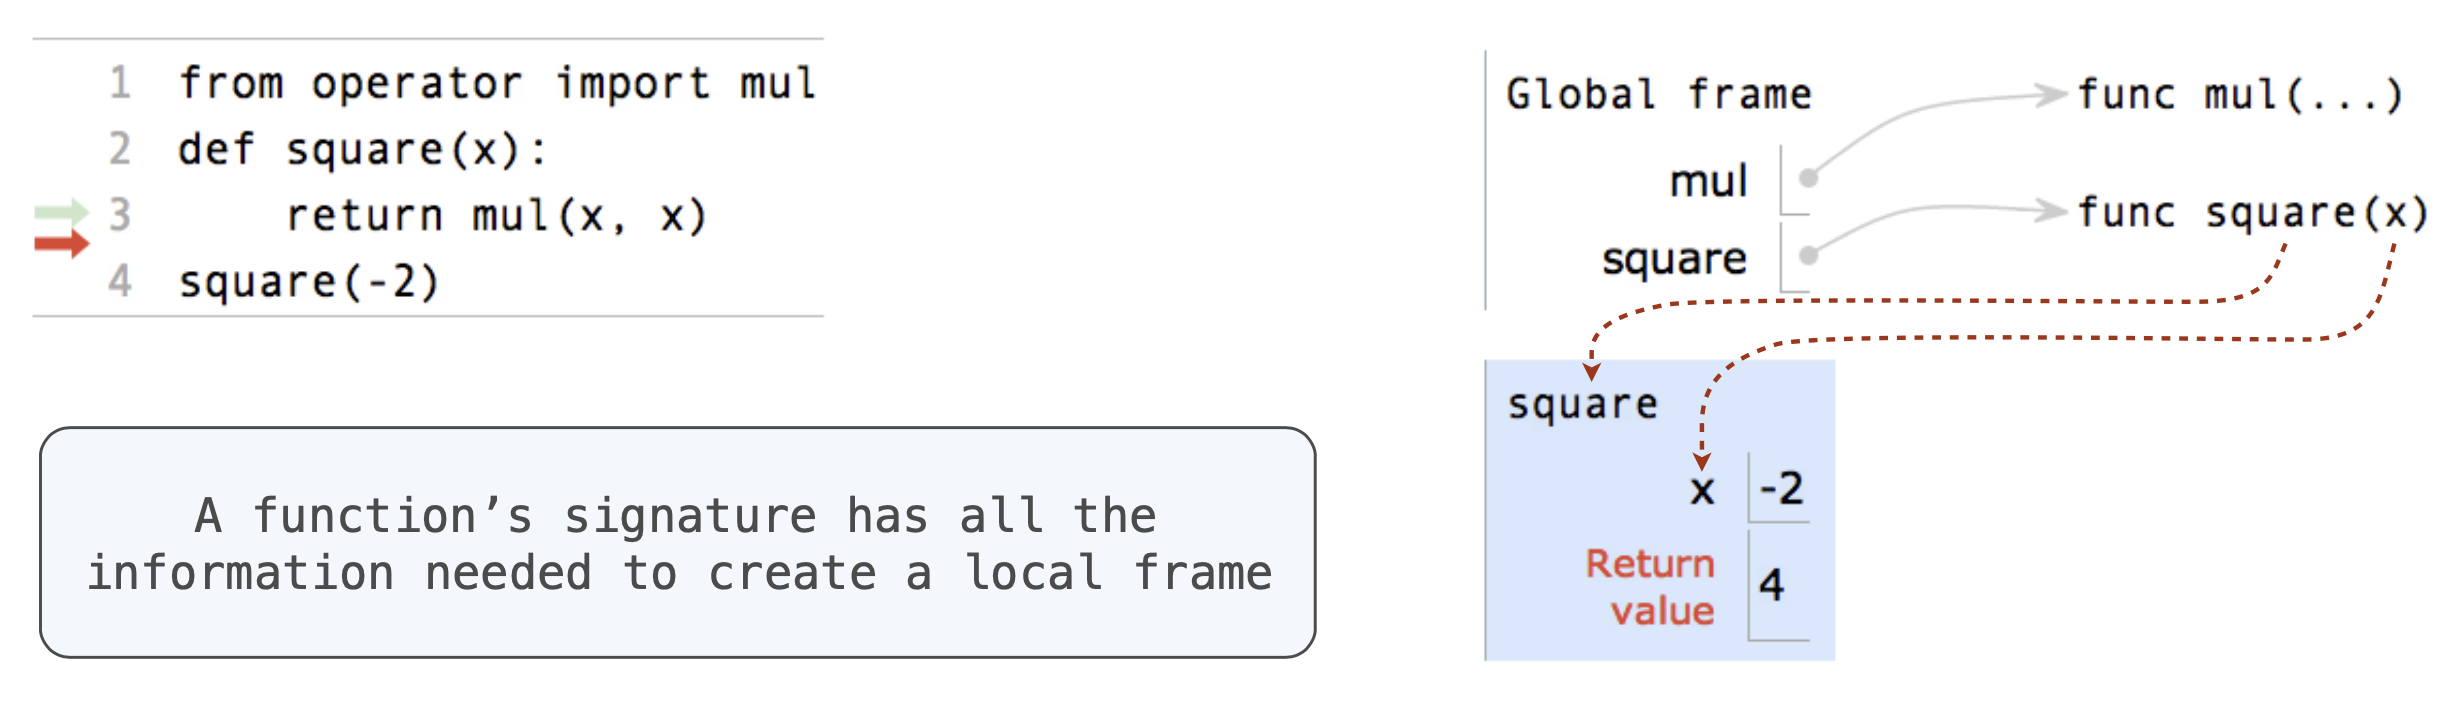 1 from operator import mul
2 def square(x):
3     return mul(x, x)
4 square(-2)
A function’s signature has all the
information needed to create a local frame
Global frame
mul
square
func mul(...)
func square(x)
square
x -2
Return
value
4